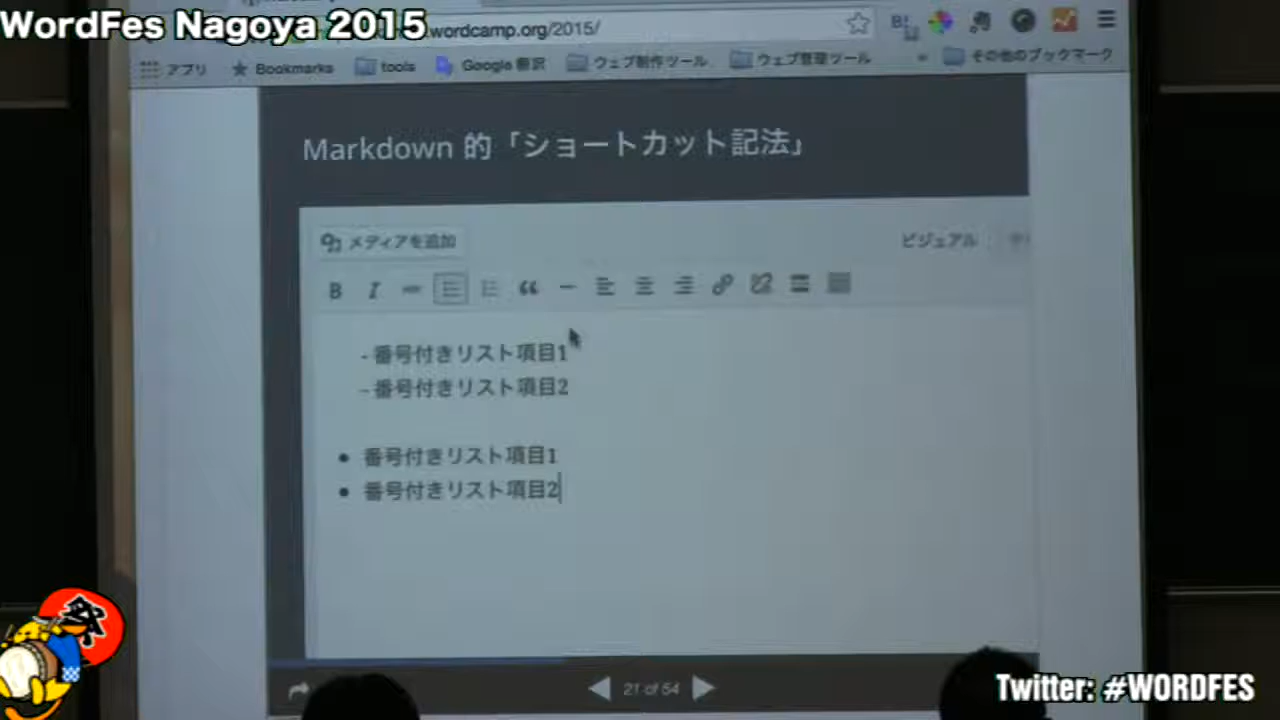 WordFes Nagoya 2015
.wordcamp.org/2015/
B!
アプリ
Bookmarks
tools
Google 翻訳
ウェブ制作ツール
ウェブ管理ツール
»
その他のブックマーク
Markdown 的「ショートカット記法」
メディアを追加
ビジュアル
B I
- 番号付きリスト項目1
- 番号付きリスト項目2
• 番号付きリスト項目1
• 番号付きリスト項目2
21 of 54
祭
Twitter: #WORDFES